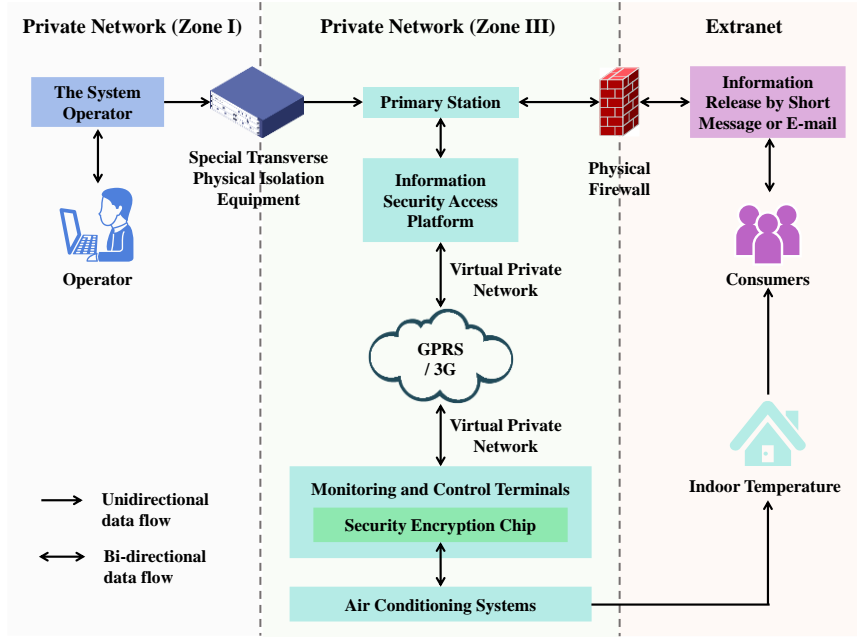 Private Network (Zone I)
Private Network (Zone III)
Extranet
The System
Operator
Primary Station
Information
Release by Short
Message or E-mail
Special Transverse
Physical Isolation
Equipment
Physical
Firewall
Information
Security Access
Platform
Operator
Consumers
Virtual Private
Network
GPRS
/ 3G
Virtual Private
Network
Monitoring and Control Terminals
Security Encryption Chip
Indoor Temperature
Unidirectional
data flow
Bi-directional
data flow
Air Conditioning Systems